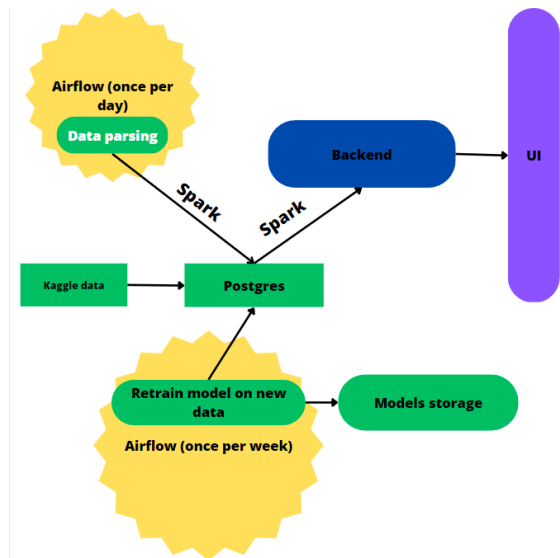 Airflow (once per
day)
Data parsing
Spark
Spark
Backend
UI
Kaggle data
Postgres
Retrain model on new
data
Models storage
Airflow (once per week)